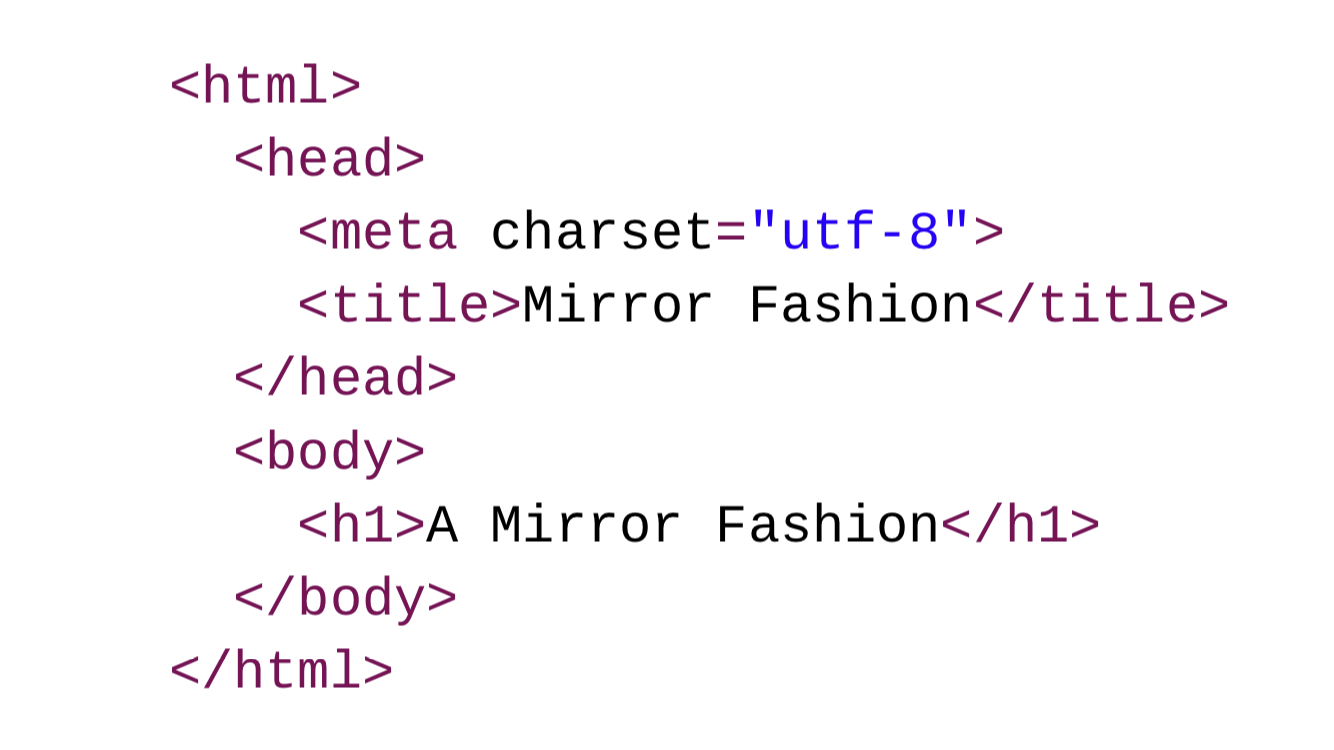 <html>
  <head>
    <meta charset="utf-8">
    <title>Mirror Fashion</title>
  </head>
  <body>
    <h1>A Mirror Fashion</h1>
  </body>
</html>